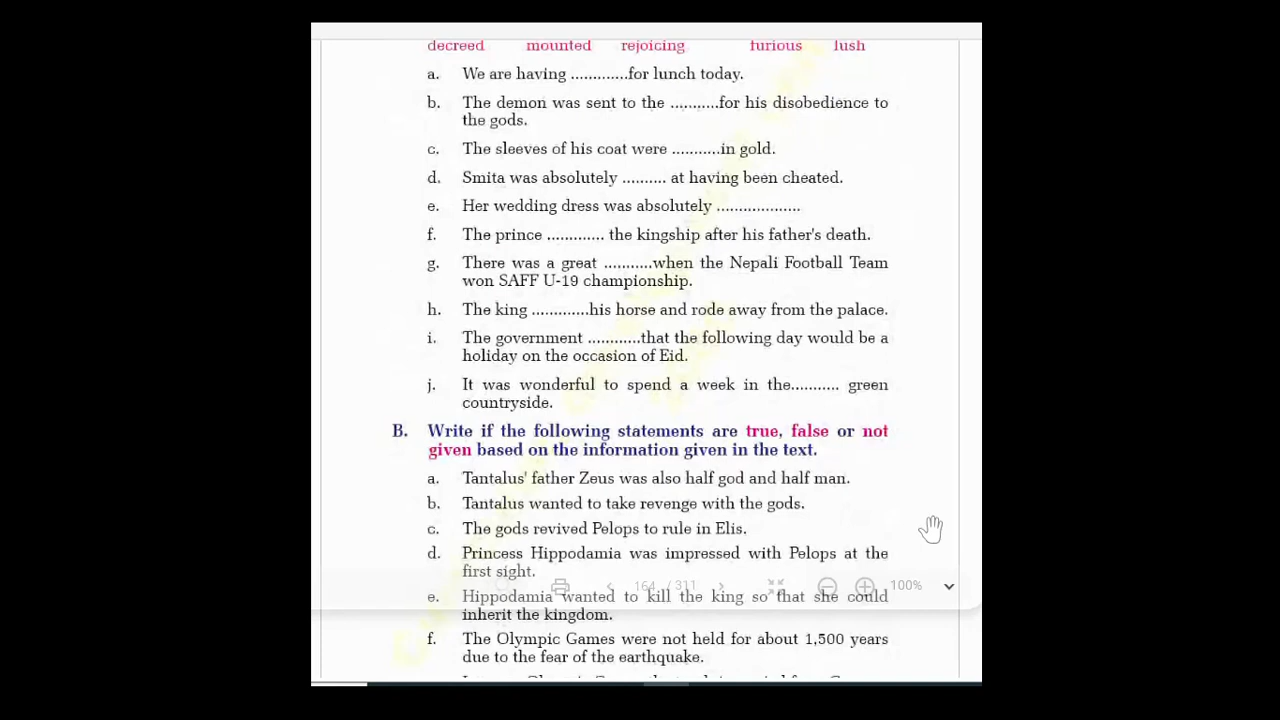 decreed mounted rejoicing furious lush
a. We are having .............for lunch today.
b. The demon was sent to the ...........for his disobedience to
the gods.
c. The sleeves of his coat were ...........in gold.
d. Smita was absolutely .......... at having been cheated.
e. Her wedding dress was absolutely ...................
f. The prince ............. the kingship after his father's death.
g. There was a great ...........when the Nepali Football Team
won SAFF U-19 championship.
h. The king .............his horse and rode away from the palace.
i. The government ............that the following day would be a
holiday on the occasion of Eid.
j. It was wonderful to spend a week in the........... green
countryside.
B. Write if the following statements are true, false or not
given based on the information given in the text.
a. Tantalus' father Zeus was also half god and half man.
b. Tantalus wanted to take revenge with the gods.
c. The gods revived Pelops to rule in Elis.
d. Princess Hippodamia was impressed with Pelops at the
first sight.
164 / 311 100%
e. Hippodamia wanted to kill the king so that she could
inherit the kingdom.
f. The Olympic Games were not held for about 1,500 years
due to the fear of the earthquake.